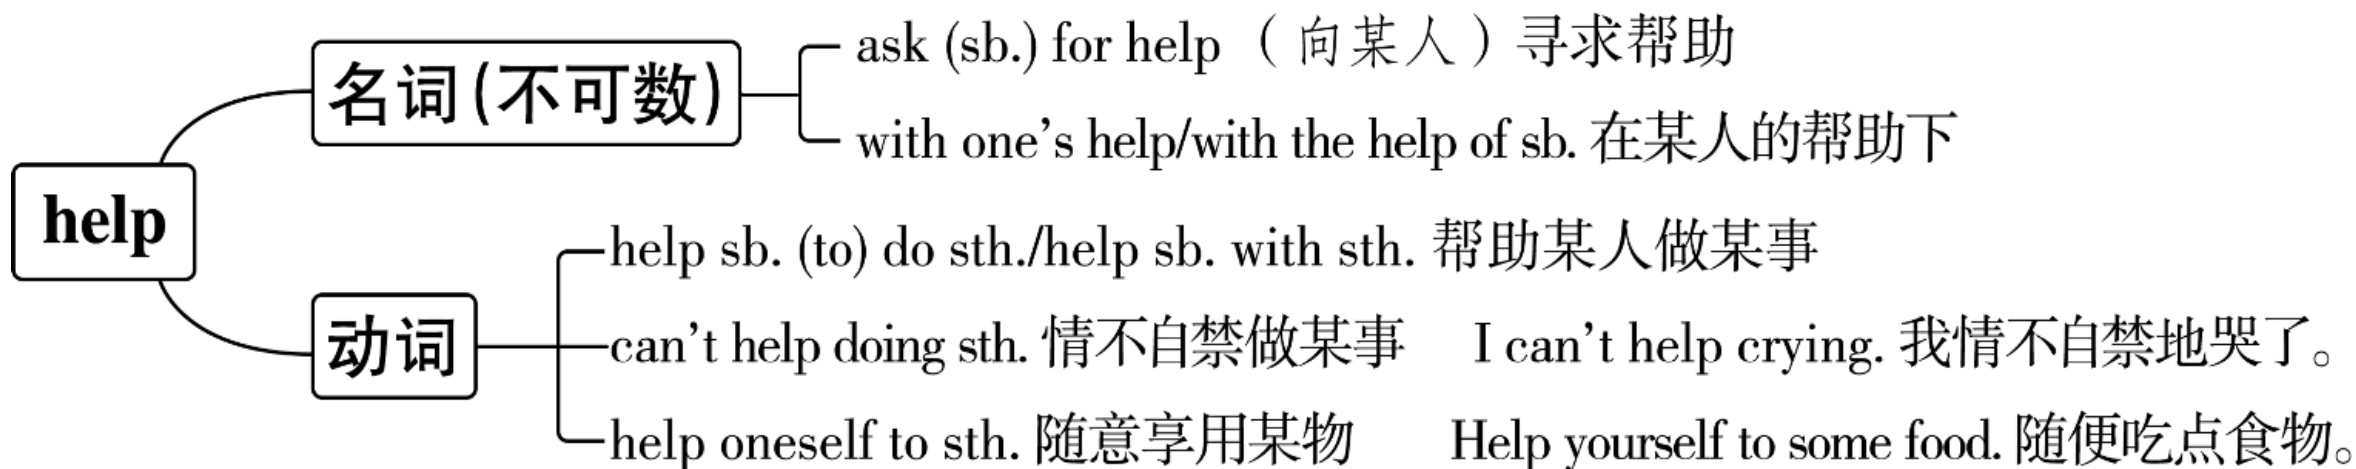 help
名词(不可数)
ask (sb.) for help （向某人）寻求帮助
with one’s help/with the help of sb. 在某人的帮助下
动词
help sb. (to) do sth./help sb. with sth. 帮助某人做某事
can’t help doing sth. 情不自禁做某事 I can’t help crying. 我情不自禁地哭了。
help oneself to sth. 随意享用某物 Help yourself to some food. 随便吃点食物。